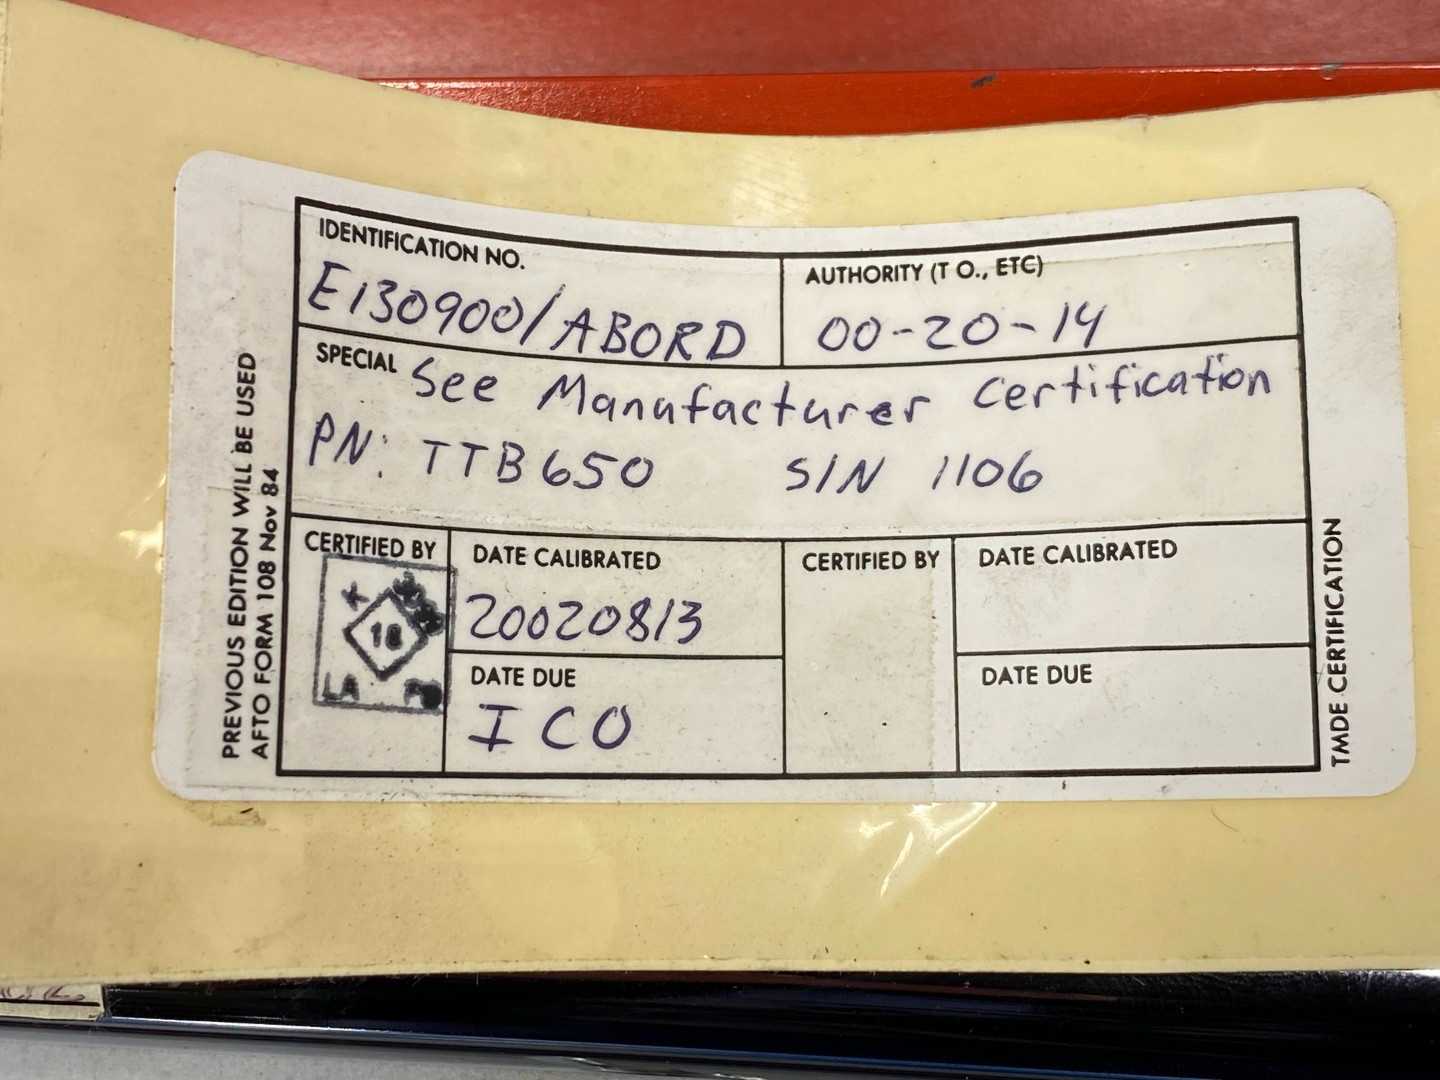 IDENTIFICATION NO.
E130900/ABORD
AUTHORITY (T O., ETC)
00-20-14
SPECIAL See Manufacturer Certification
PN: TTB650 S/N 1106
CERTIFIED BY
K
18
LA
DATE CALIBRATED
20020813
DATE DUE
ICO
CERTIFIED BY
DATE CALIBRATED
DATE DUE
PREVIOUS EDITION WILL BE USED
AFTO FORM 108 Nov 84
TMDE CERTIFICATION